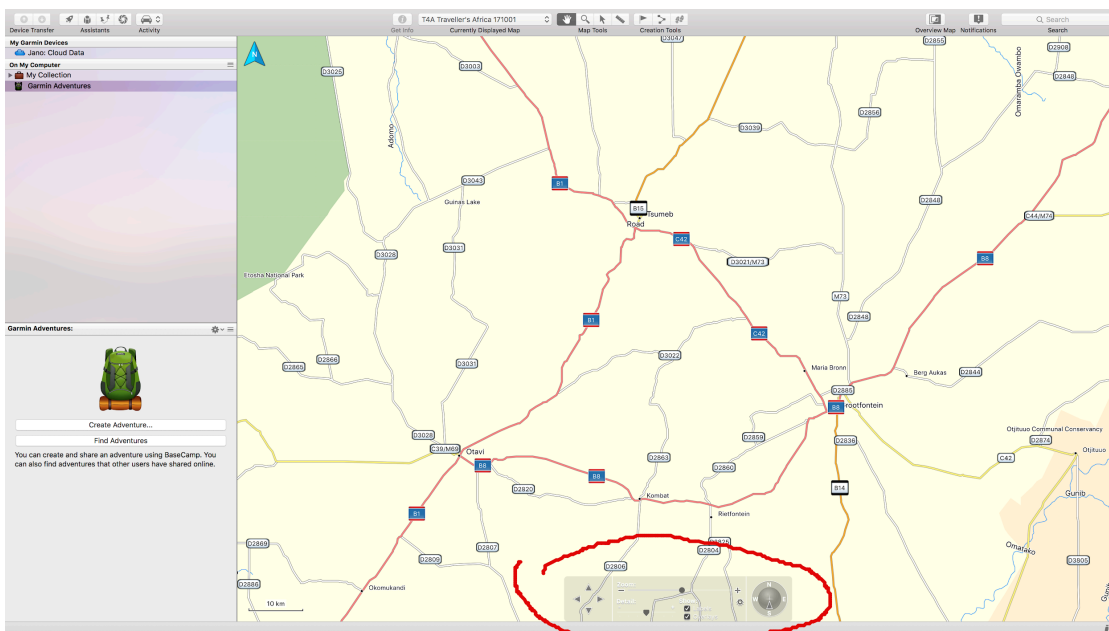 T4A Traveller's Africa 171001
Search
Device Transfer
Assistants
Activity
Get Info
Currently Displayed Map
Map Tools
Creation Tools
Overview Map
Notifications
Search
My Garmin Devices
Jano: Cloud Data
On My Computer
My Collection
Garmin Adventures
Garmin Adventures:
Create Adventure...
Find Adventures
You can create and share an adventure using BaseCamp. You
can also find adventures that other users have shared online.
N
D3047
D2855
D2908
D3025
D3003
D2848
Omaramba Owambo
D2856
D3039
Adomo
D3043
B1
Guinas Lake
D2848
B15
Tsumeb
Road
C44/M74
C42
D3031
D3028
D3021/M73
B8
Etosha National Park
M73
D2848
B1
C42
D3022
D2866
D2865
D3031
Maria Bronn
Berg Aukas
D2844
D2885
B8
rootfontein
D3028
D2859
D2836
Otjituuo Communal Conservancy
D2874
Otjituuo
C39/M69
Otavi
D2863
C42
B8
D2860
B8
D2820
B14
Gunib
Kombat
B1
Rietfontein
D2869
D2807
D2825
D2804
Omafako
D2809
D2806
D3805
D2886
Okomukandi
10 km
N
W
E
S